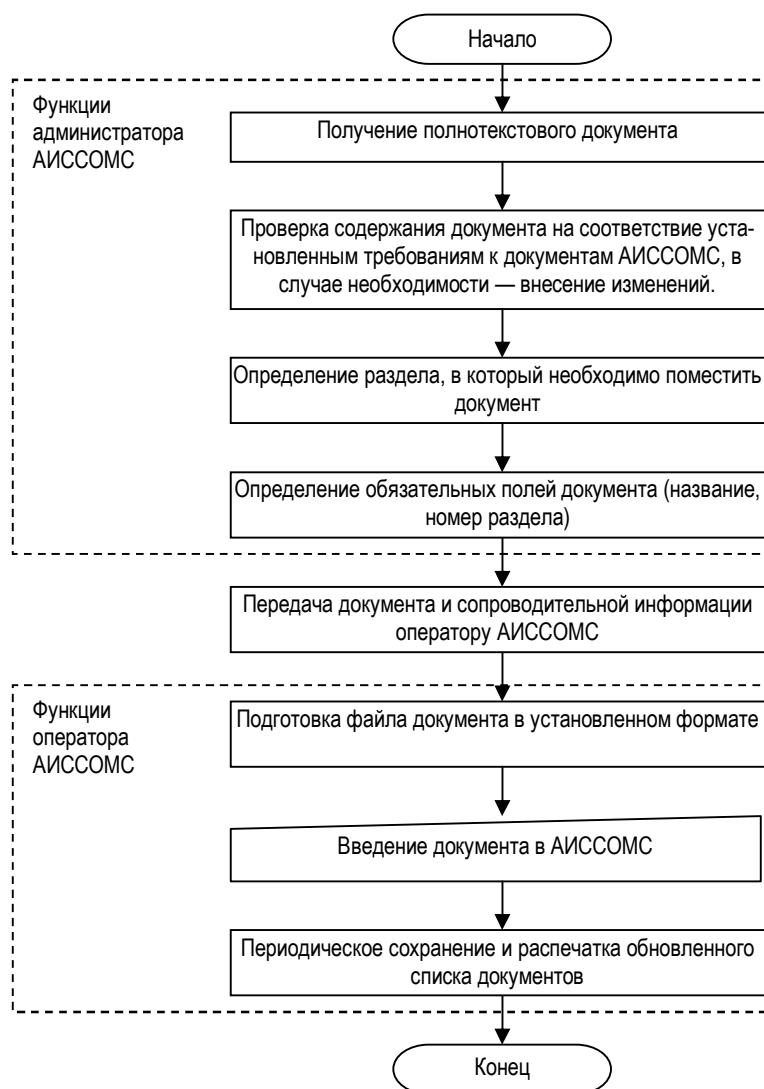 Начало
Функции
администратора
АИССОМС
Получение полнотекстового документа
Проверка содержания документа на соответствие уста-
новленным требованиям к документам АИССОМС, в
случае необходимости — внесение изменений.
Определение раздела, в который необходимо поместить
документ
Определение обязательных полей документа (название,
номер раздела)
Передача документа и сопроводительной информации
оператору АИССОМС
Функции
оператора
АИССОМС
Подготовка файла документа в установленном формате
Введение документа в АИССОМС
Периодическое сохранение и распечатка обновленного
списка документов
Конец